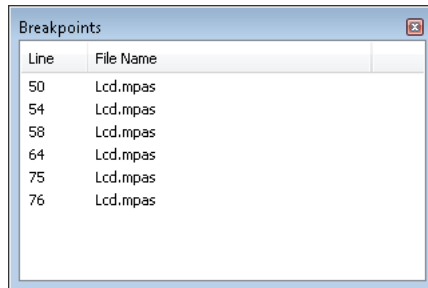 Breakpoints
Line File Name
50 Lcd.mpas
54 Lcd.mpas
58 Lcd.mpas
64 Lcd.mpas
75 Lcd.mpas
76 Lcd.mpas